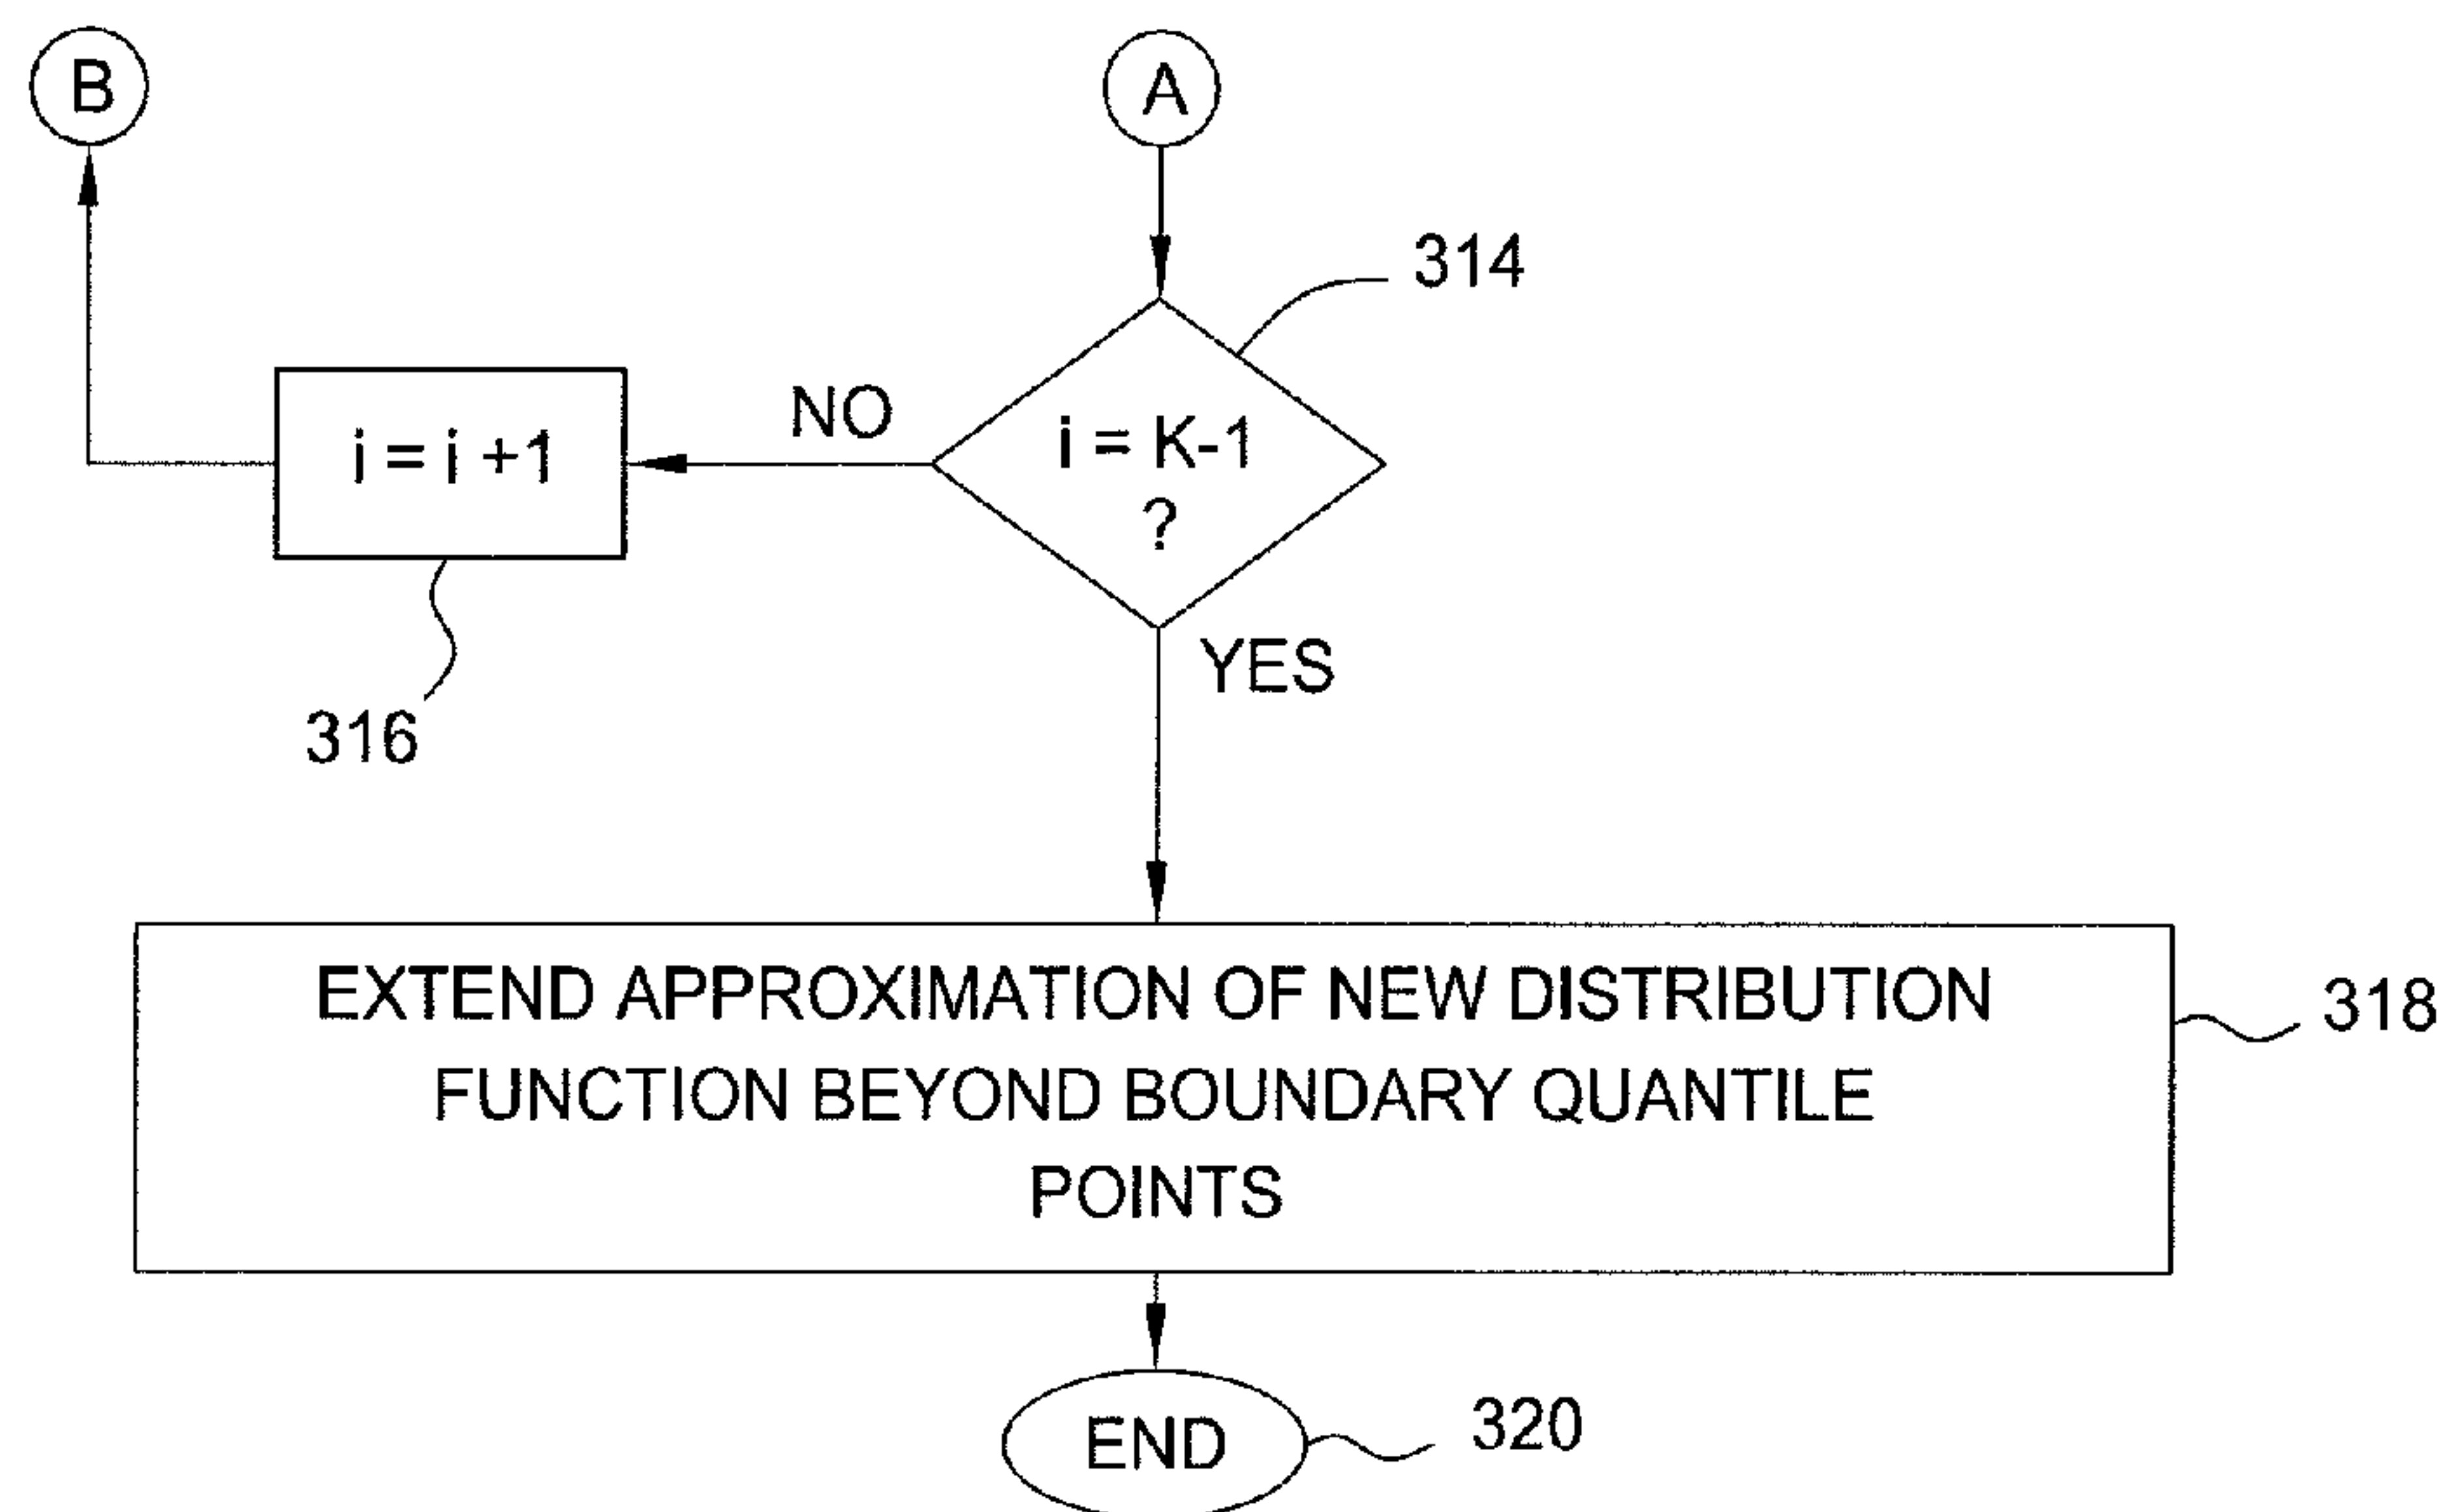 B
A
314
NO
i = K-1
?
i = i +1
YES
316
EXTEND APPROXIMATION OF NEW DISTRIBUTION
FUNCTION BEYOND BOUNDARY QUANTILE
POINTS
318
END
320